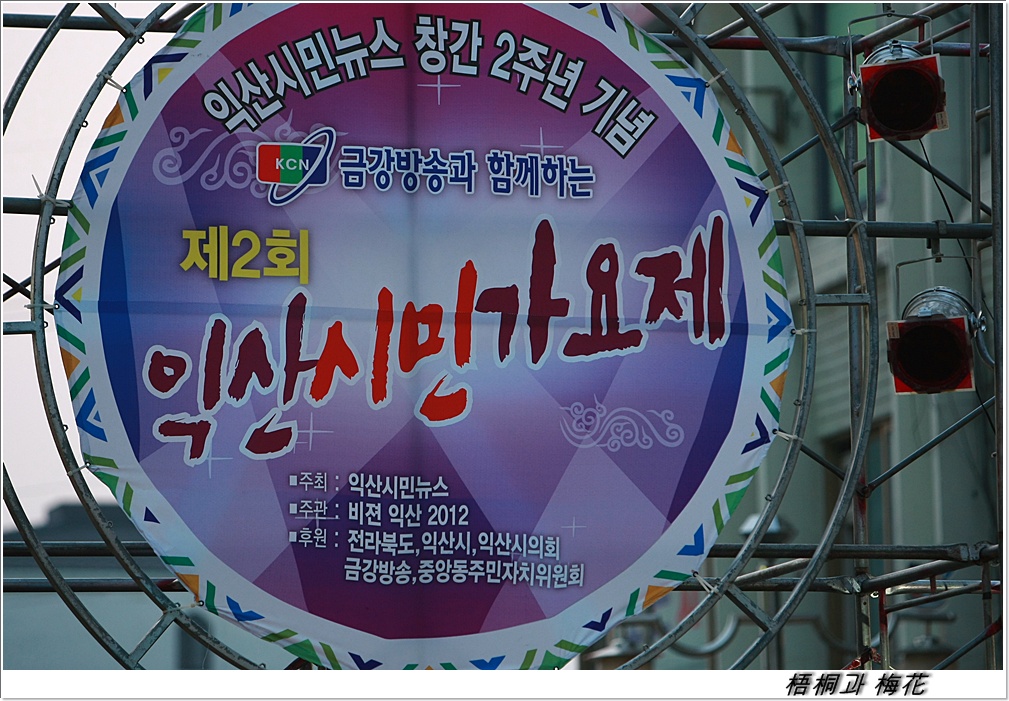 익산시민뉴스 창간 2주년 기념
KCN 금강방송과 함께하는
제2회
익산시민가요제
■주최 : 익산시민뉴스
■주관 : 비젼 익산 2012
■후원 : 전라북도,익산시,익산시의회
금강방송,중앙동주민자치위원회
梧桐과 梅花